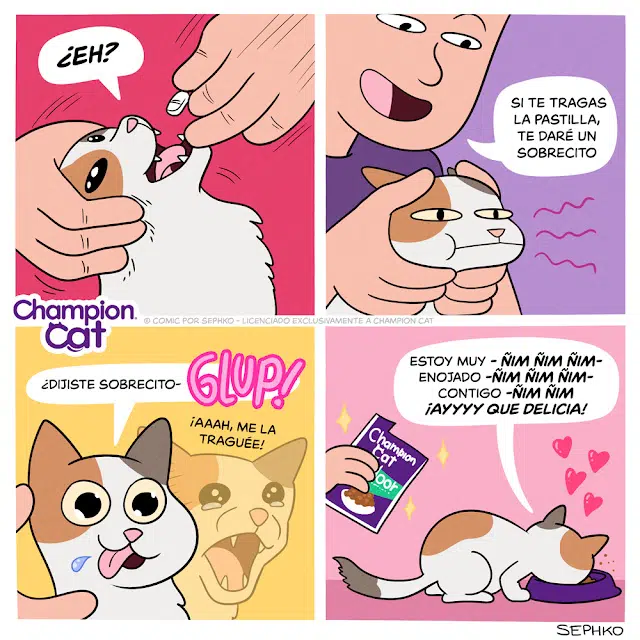 ¿EH?
SI TE TRAGAS
LA PASTILLA,
TE DARÉ UN
SOBRECITO
Champion
Cat
© COMIC POR SEPHKO - LICENCIADO EXCLUSIVAMENTE A CHAMPION CAT
¿DIJISTE SOBRECITO-
GLUP!
¡AAAH, ME LA
TRAGUÉE!
ESTOY MUY - ÑIM ÑIM ÑIM-
ENOJADO -ÑIM ÑIM ÑIM-
CONTIGO -ÑIM ÑIM
¡AYYYY QUE DELICIA!
Champion
Cat
SEPHKO